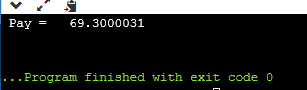 Pay =   69.3000031
...Program finished with exit code 0